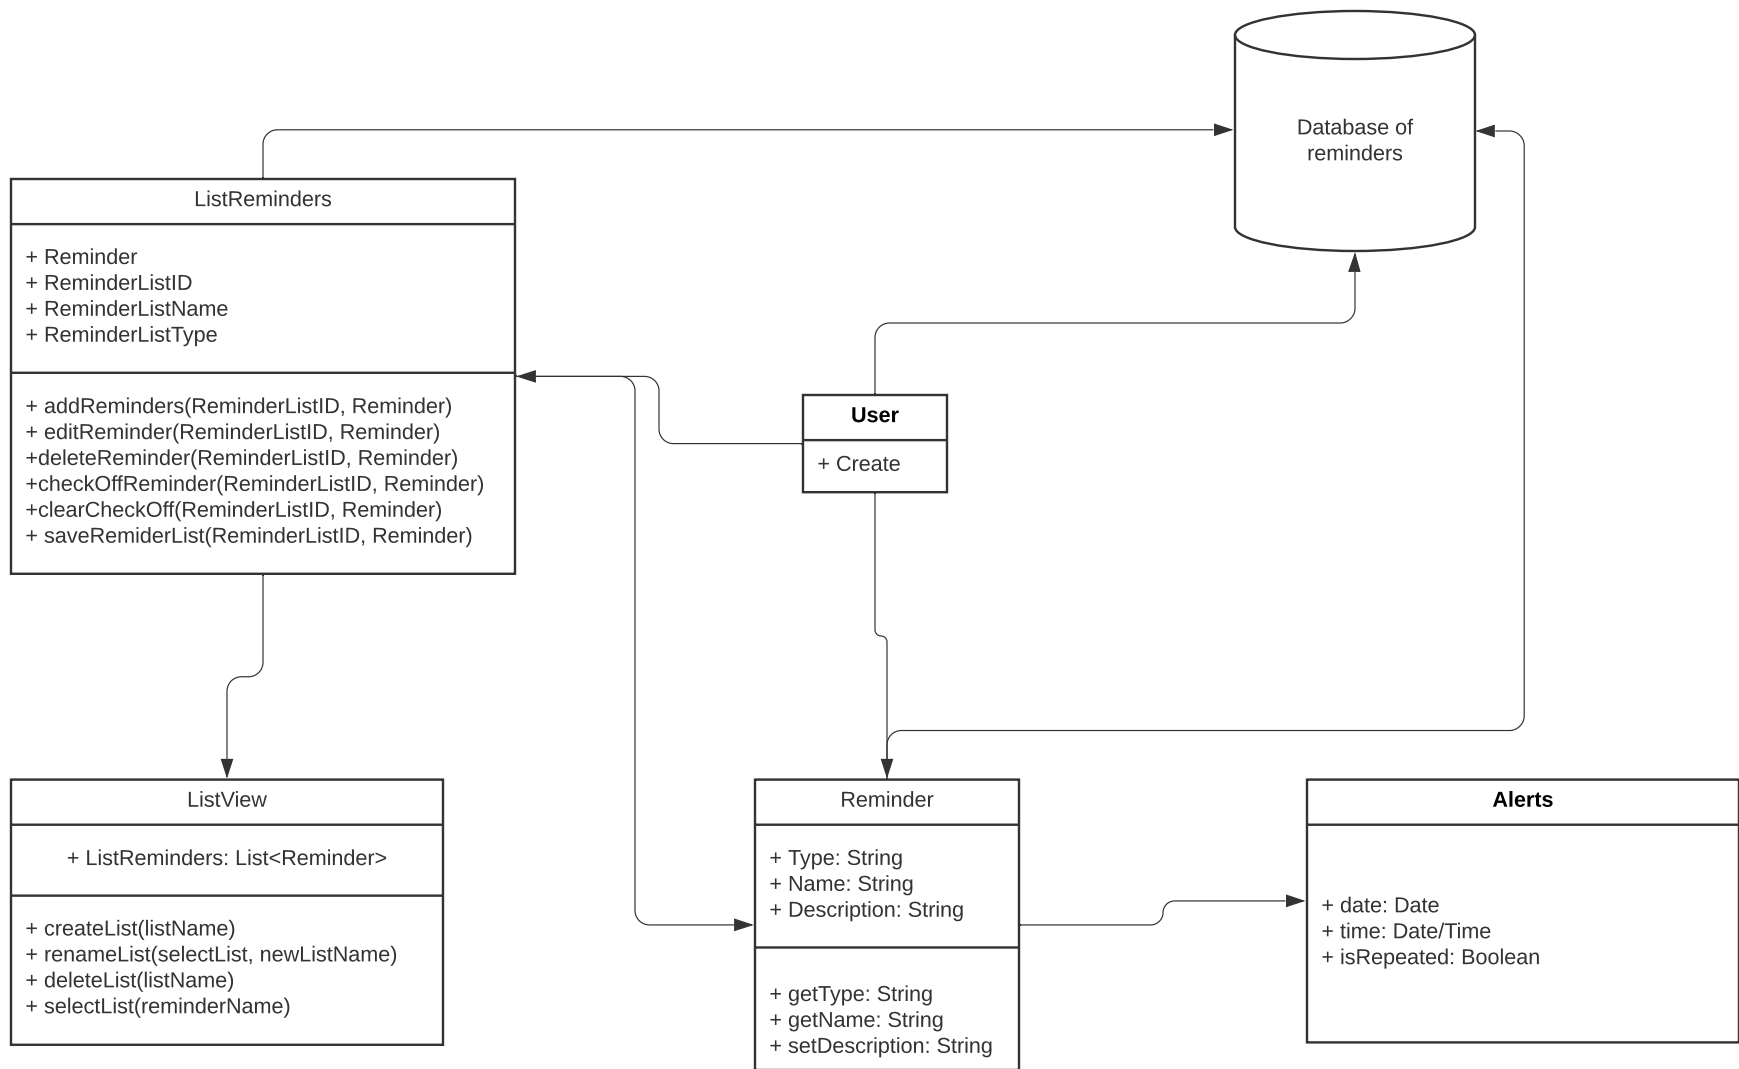 Database of
reminders
ListReminders
+ Reminder
+ ReminderListID
+ ReminderListName
+ ReminderListType
+ addReminders(ReminderListID, Reminder)
+ editReminder(ReminderListID, Reminder)
+deleteReminder(ReminderListID, Reminder)
+checkOffReminder(ReminderListID, Reminder)
+clearCheckOff(ReminderListID, Reminder)
+ saveRemiderList(ReminderListID, Reminder)
User
+ Create
ListView
+ ListReminders: List<Reminder>
+ createList(listName)
+ renameList(selectList, newListName)
+ deleteList(listName)
+ selectList(reminderName)
Reminder
+ Type: String
+ Name: String
+ Description: String
+ getType: String
+ getName: String
+ setDescription: String
Alerts
+ date: Date
+ time: Date/Time
+ isRepeated: Boolean